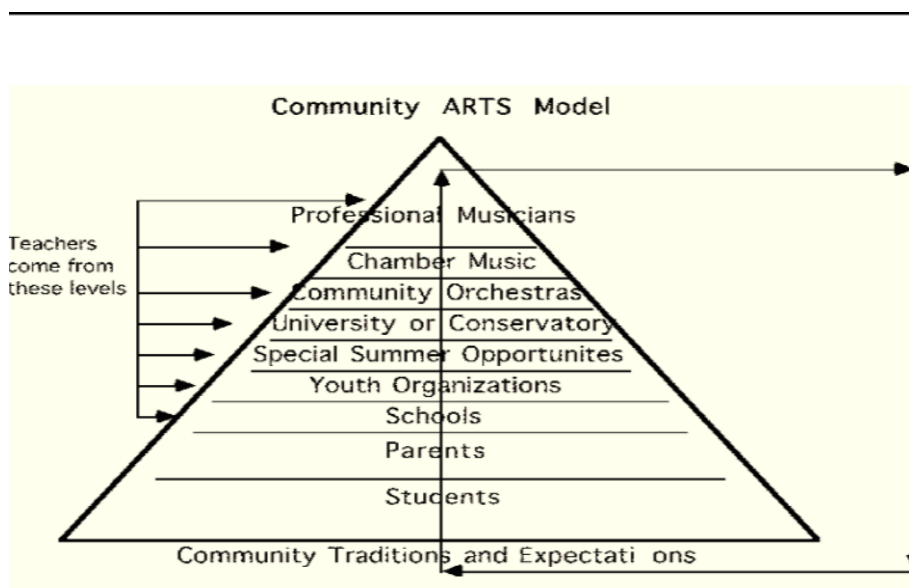 Community ARTS Model
Professional Musicians
Teachers
come from
these levels
Chamber Music
Community Orchestras
University or Conservatory
Special Summer Opportunites
Youth Organizations
Schools
Parents
Students
Community Traditions and Expectati ons